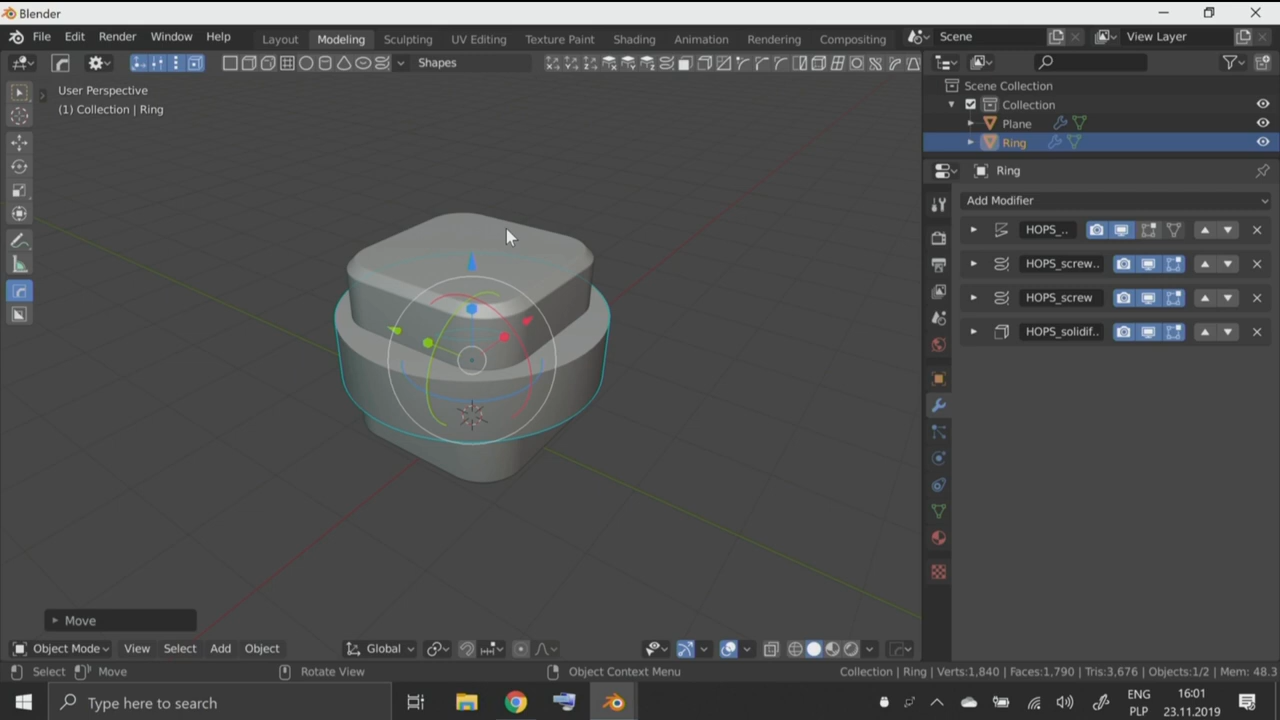 Blender
File Edit Render Window Help Layout Modeling Sculpting UV Editing Texture Paint Shading Animation Rendering Compositing Scene View Layer
Shapes
User Perspective
(1) Collection | Ring
Scene Collection
Collection
Plane
Ring
Ring
Add Modifier
HOPS_..
HOPS_screw..
HOPS_screw
HOPS_solidif..
Move
Object Mode View Select Add Object Global
Select Move Rotate View Object Context Menu Collection | Ring | Verts:1,840 | Faces:1,790 | Tris:3,676 | Objects:1/2 | Mem: 48.3
Type here to search
ENG
PLP
16:01
23.11.2019